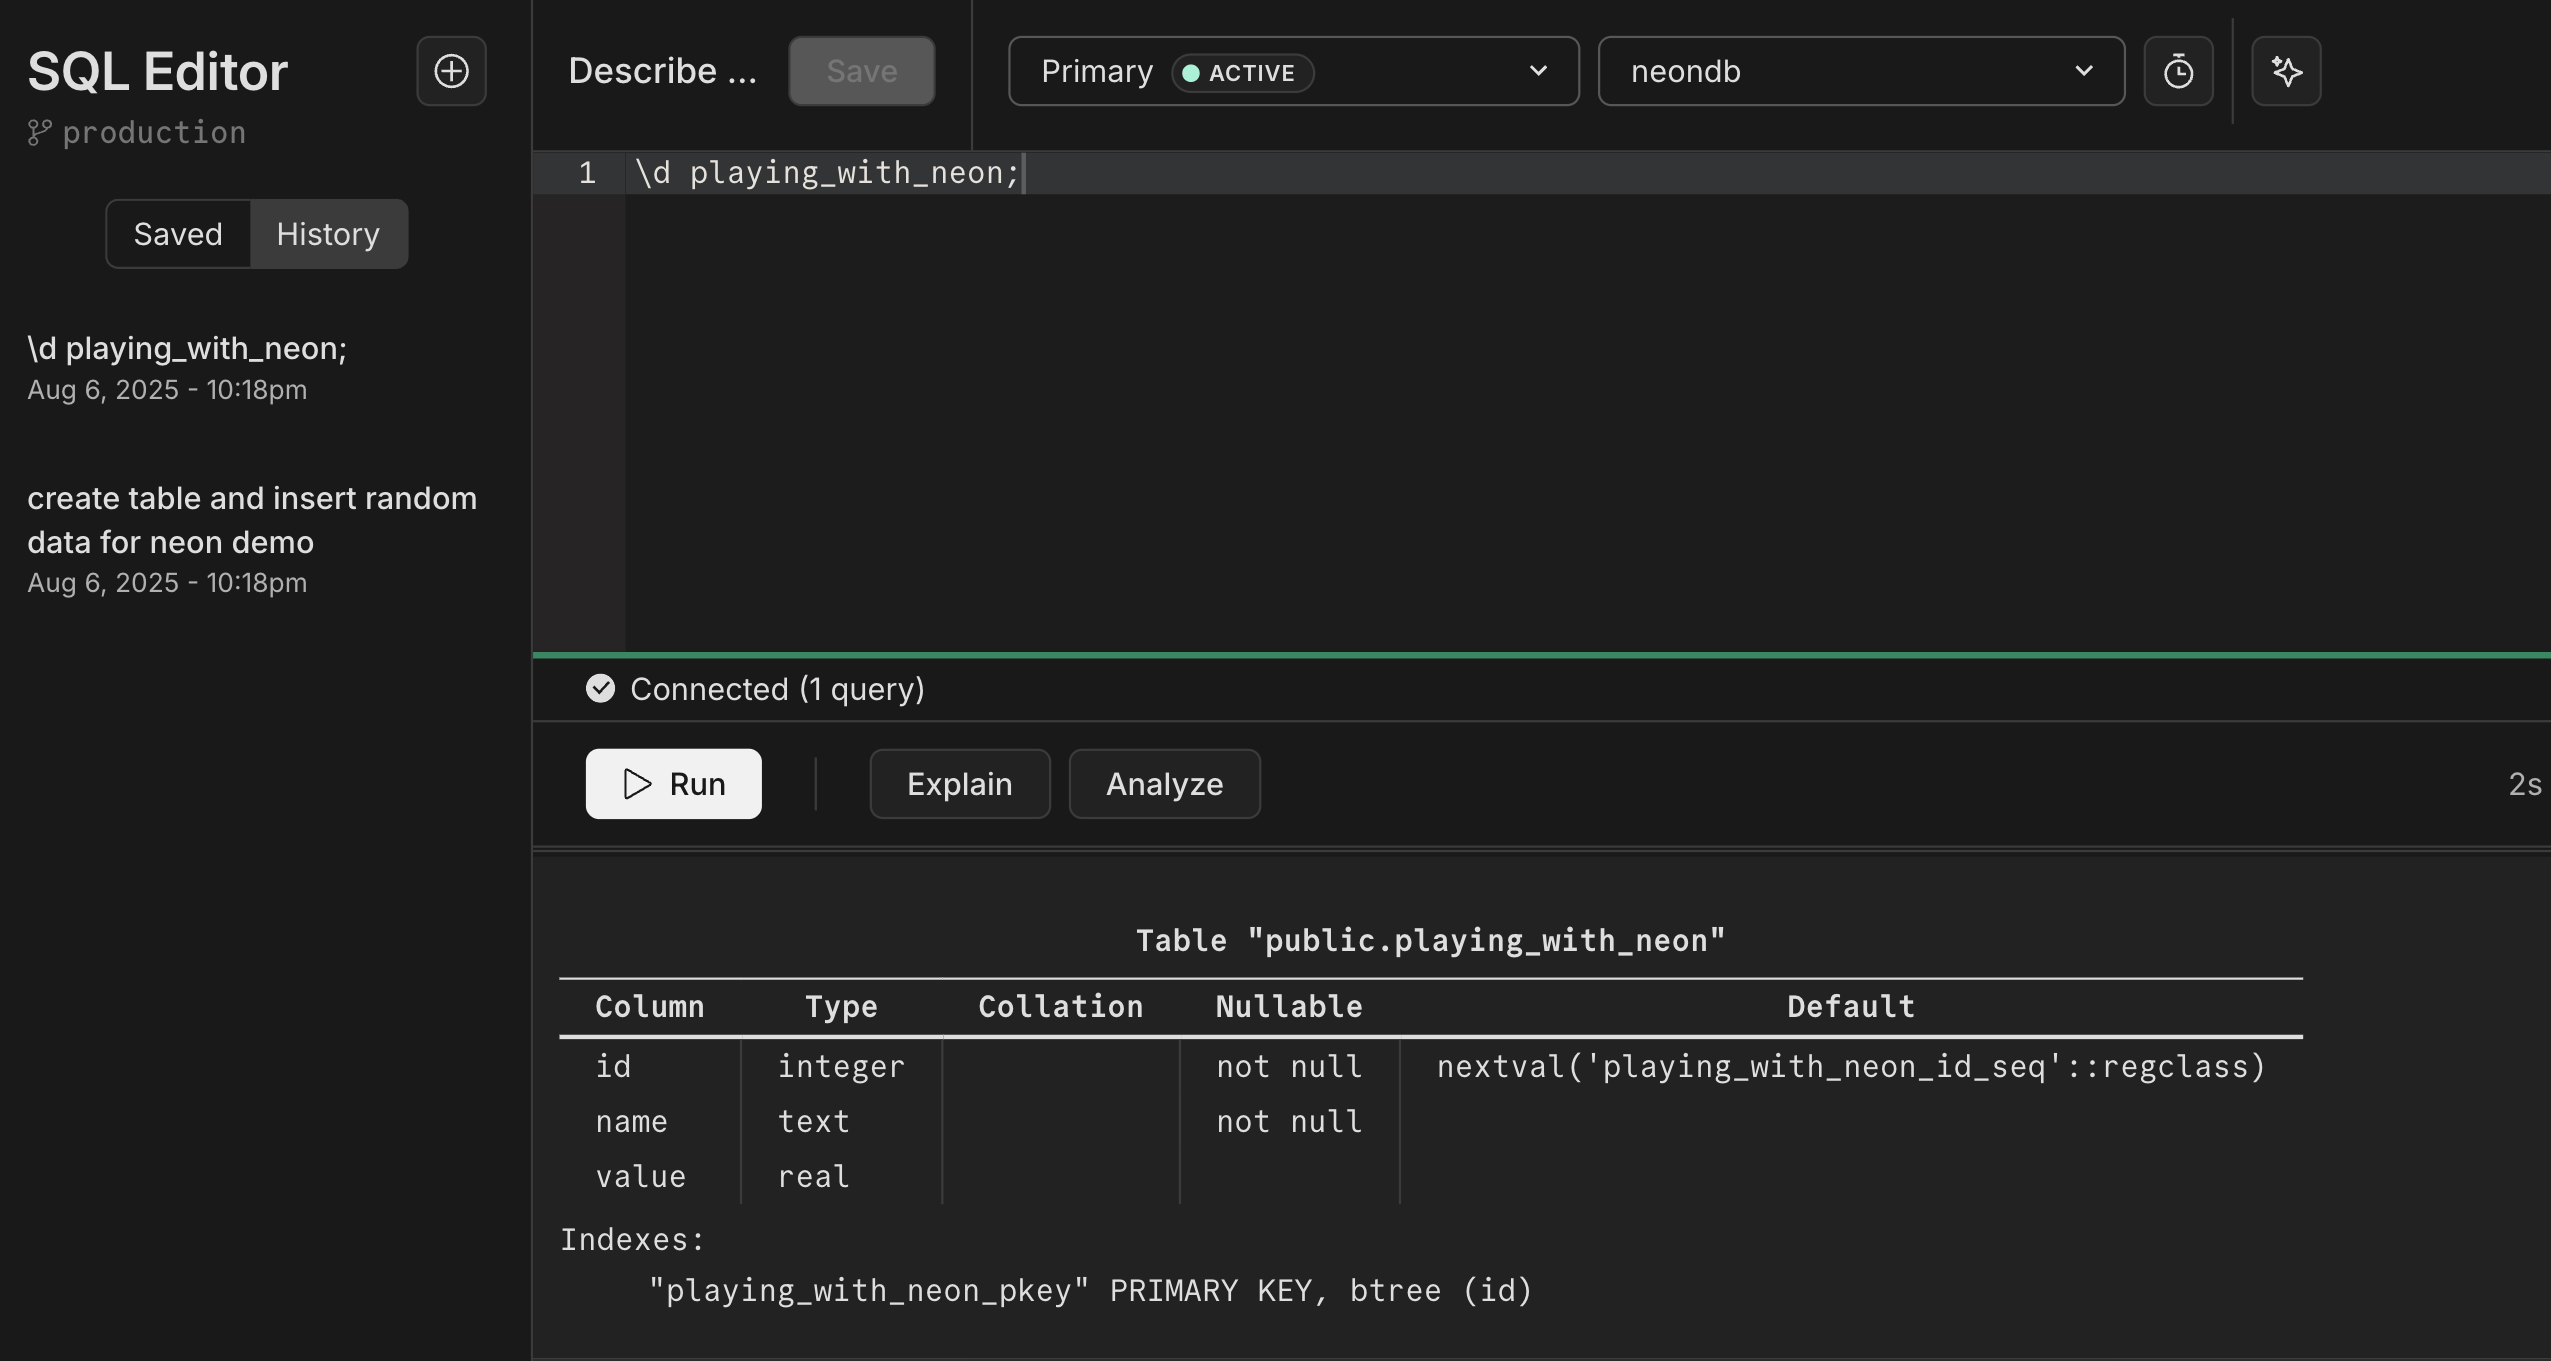 SQL Editor
production
Saved History
\d playing_with_neon;
Aug 6, 2025 - 10:18pm
create table and insert random
data for neon demo
Aug 6, 2025 - 10:18pm
Describe ... Save Primary ACTIVE neondb
1 \d playing_with_neon;
Connected (1 query)
Run Explain Analyze 2s
Table "public.playing_with_neon"
Column Type Collation Nullable Default
id integer not null nextval('playing_with_neon_id_seq'::regclass)
name text not null
value real
Indexes:
"playing_with_neon_pkey" PRIMARY KEY, btree (id)